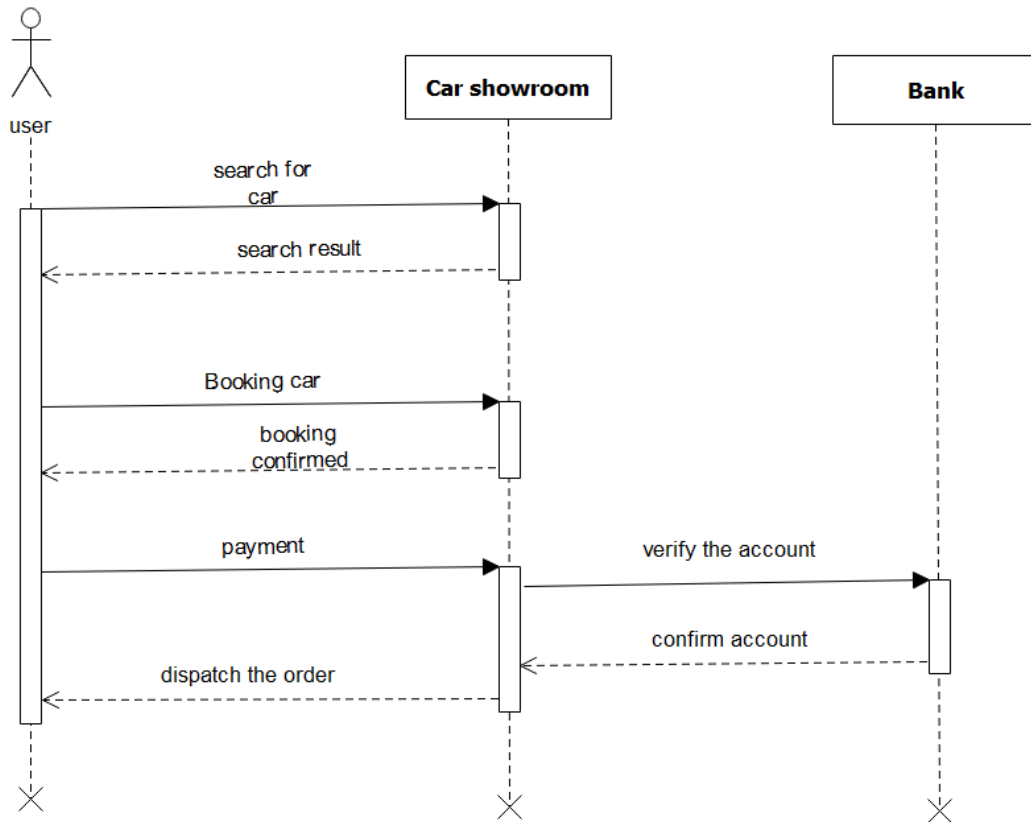 user
Car showroom
Bank
search for
car
search result
Booking car
booking
confirmed
payment
verify the account
confirm account
dispatch the order